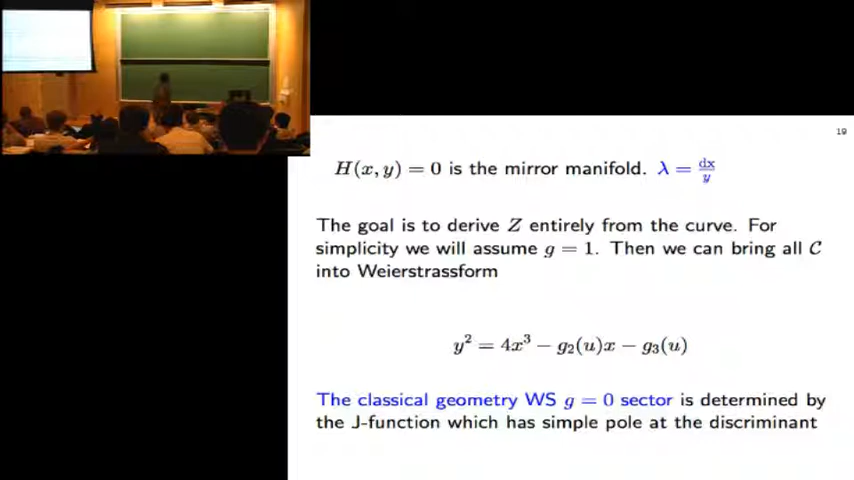 19
H(x, y) = 0 is the mirror manifold. λ = dx/y
The goal is to derive Z entirely from the curve. For
simplicity we will assume g = 1. Then we can bring all C
into Weierstrassform
y² = 4x³ − g₂(u)x − g₃(u)
The classical geometry WS g = 0 sector is determined by
the J-function which has simple pole at the discriminant